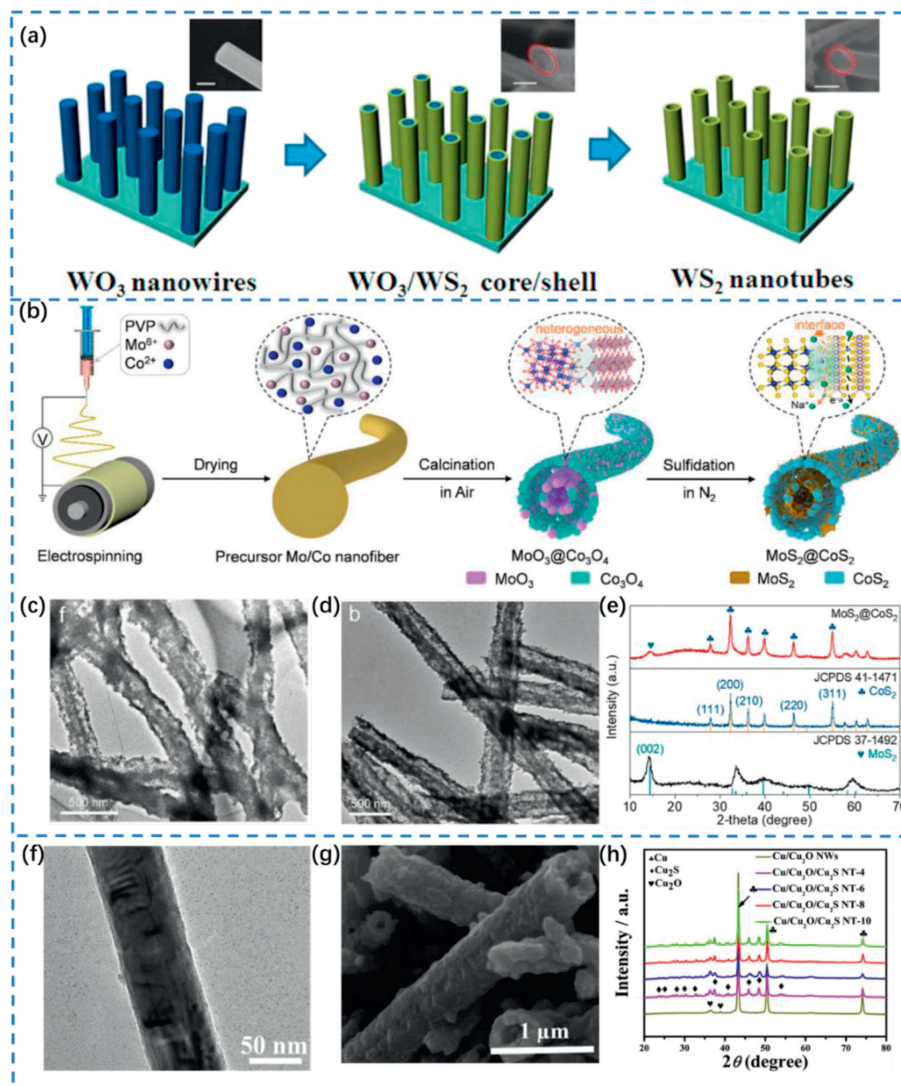 (a)
WO₃ nanowires
WO₃/WS₂ core/shell
WS₂ nanotubes
(b)
PVP
Mo⁶⁺
Co²⁺
V
heterogeneous
interface
Na⁺
e⁻
Drying
Calcination
in Air
Sulfidation
in N₂
Electrospinning
Precursor Mo/Co nanofiber
MoO₃@Co₃O₄
MoS₂@CoS₂
MoO₃
Co₃O₄
MoS₂
CoS₂
(c)
f
500 nm
(d)
b
500 nm
(e)
MoS₂@CoS₂
JCPDS 41-1471
♣ CoS₂
(111)
(200)
(210)
(220)
(311)
JCPDS 37-1492
♥ MoS₂
(002)
Intensity (a.u.)
10 20 30 40 50 60 70
2-theta (degree)
(f)
50 nm
(g)
1 μm
(h)
♣Cu
♦Cu₂S
♥Cu₂O
Cu/Cu₂O NWs
Cu/Cu₂O/Cu₂S NT-4
Cu/Cu₂O/Cu₂S NT-6
Cu/Cu₂O/Cu₂S NT-8
Cu/Cu₂O/Cu₂S NT-10
Intensity / a.u.
20 30 40 50 60 70 80
2θ (degree)